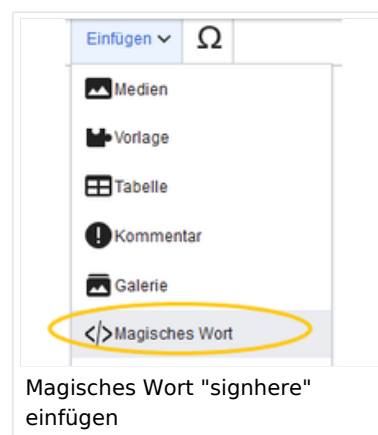 Einfügen Ω
Medien
Vorlage
Tabelle
Kommentar
Galerie
</>Magisches Wort
Magisches Wort "signhere"
einfügen